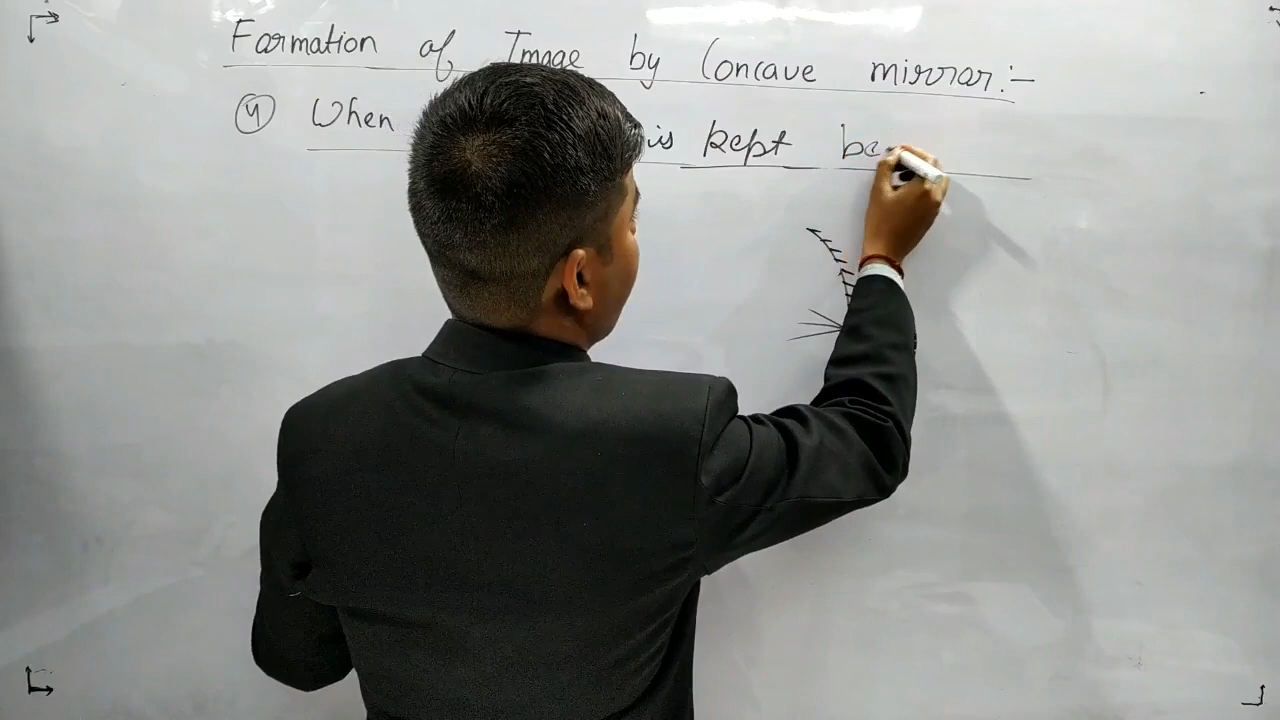 Formation of Image by Concave mirror:-
④ When is kept be